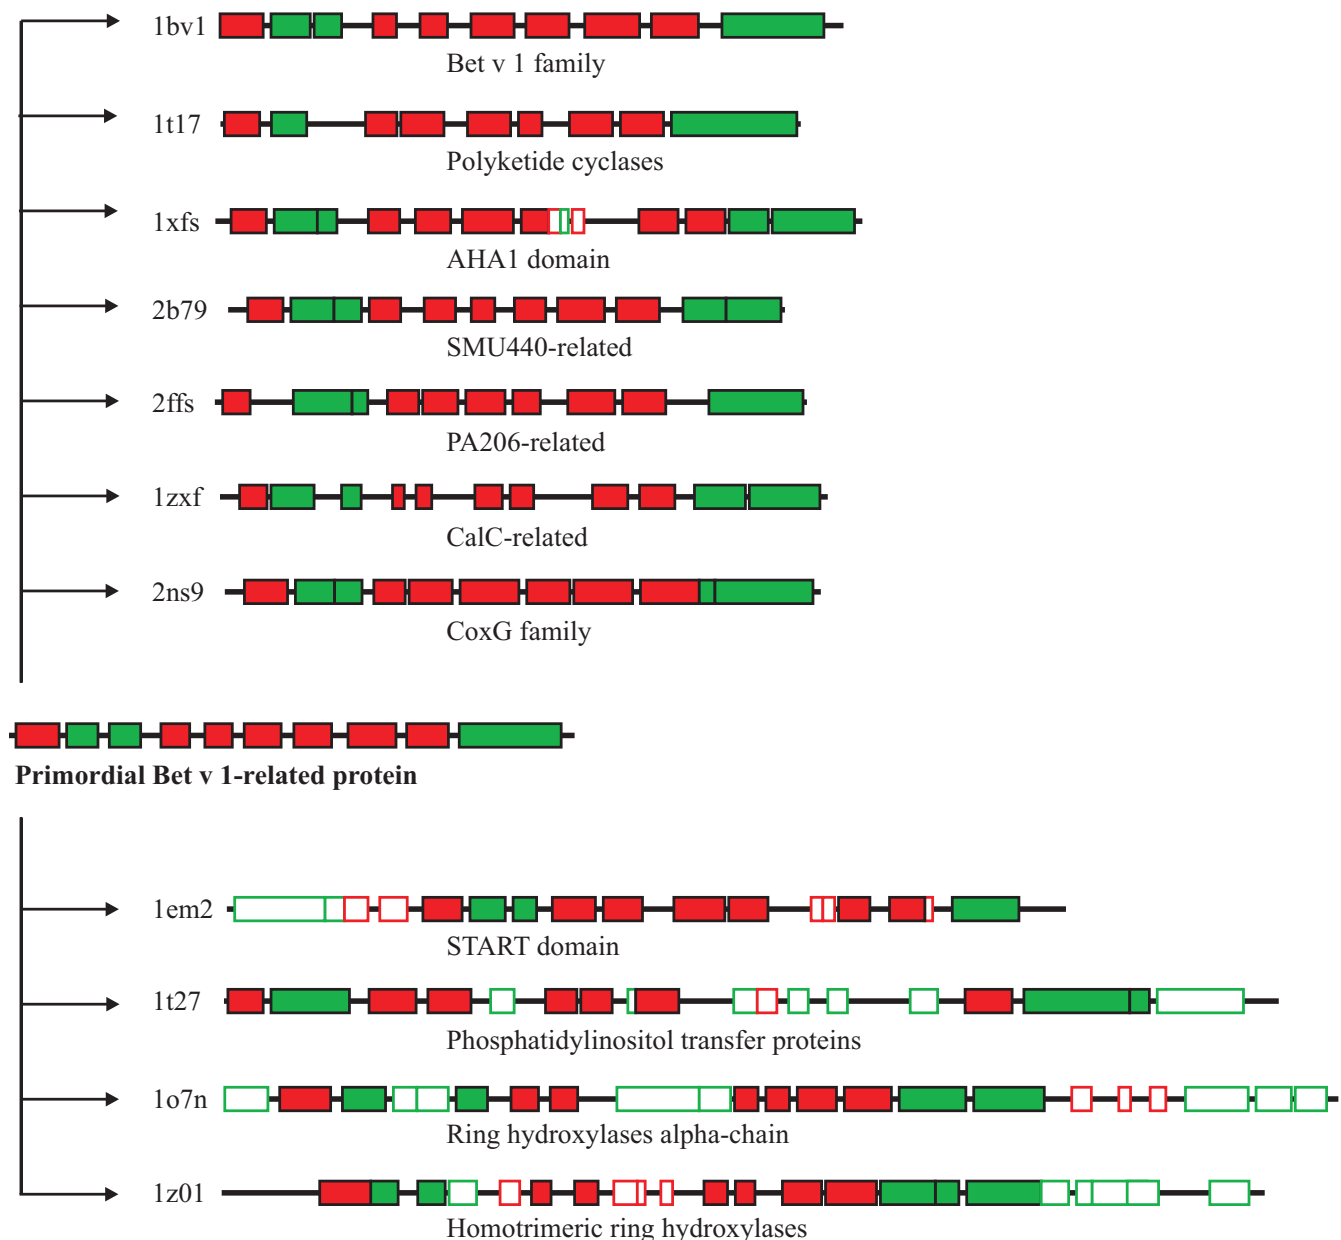 1bv1
Bet v 1 family
1t17
Polyketide cyclases
1xfs
AHA1 domain
2b79
SMU440-related
2ffs
PA206-related
1zxf
CalC-related
2ns9
CoxG family
Primordial Bet v 1-related protein
1em2
START domain
1t27
Phosphatidylinositol transfer proteins
1o7n
Ring hydroxylases alpha-chain
1z01
Homotrimeric ring hydroxylases